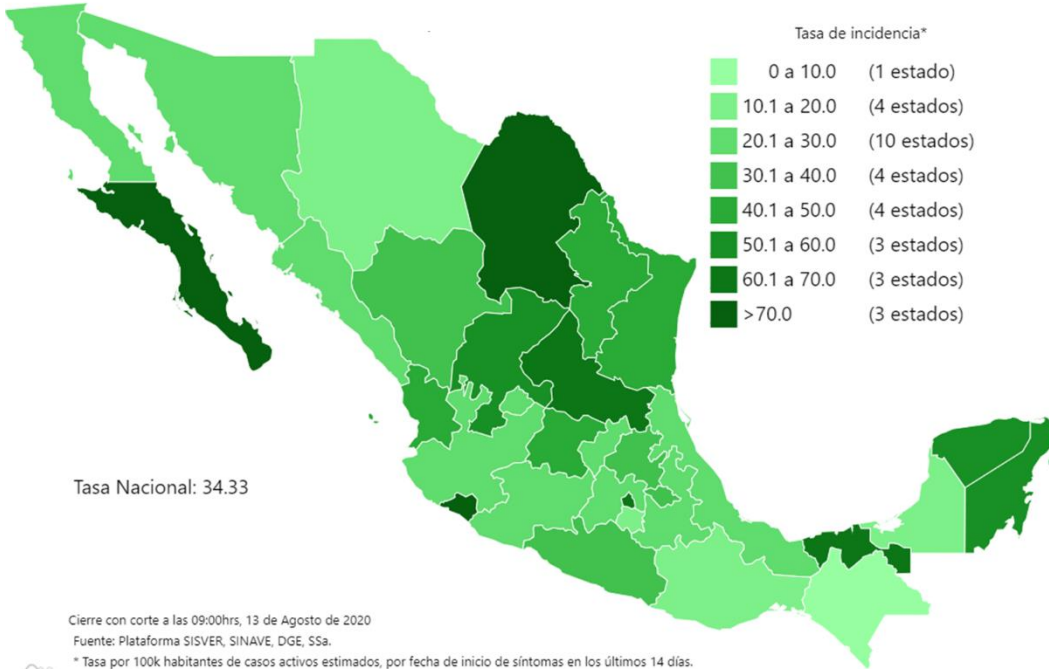 Tasa de incidencia*
0 a 10.0 (1 estado)
10.1 a 20.0 (4 estados)
20.1 a 30.0 (10 estados)
30.1 a 40.0 (4 estados)
40.1 a 50.0 (4 estados)
50.1 a 60.0 (3 estados)
60.1 a 70.0 (3 estados)
>70.0 (3 estados)
Tasa Nacional: 34.33
Cierre con corte a las 09:00hrs, 13 de Agosto de 2020
Fuente: Plataforma SISVER, SINAVE, DGE, SSa.
* Tasa por 100k habitantes de casos activos estimados, por fecha de inicio de síntomas en los últimos 14 días.